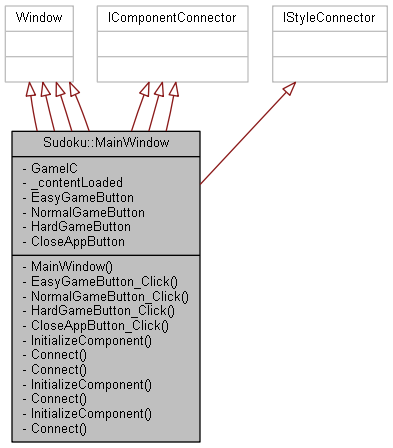 Window
IComponentConnector
IStyleConnector
Sudoku::MainWindow
- GameIC
- _contentLoaded
- EasyGameButton
- NormalGameButton
- HardGameButton
- CloseAppButton
- MainWindow()
- EasyGameButton_Click()
- NormalGameButton_Click()
- HardGameButton_Click()
- CloseAppButton_Click()
- InitializeComponent()
- Connect()
- Connect()
- InitializeComponent()
- Connect()
- InitializeComponent()
- Connect()